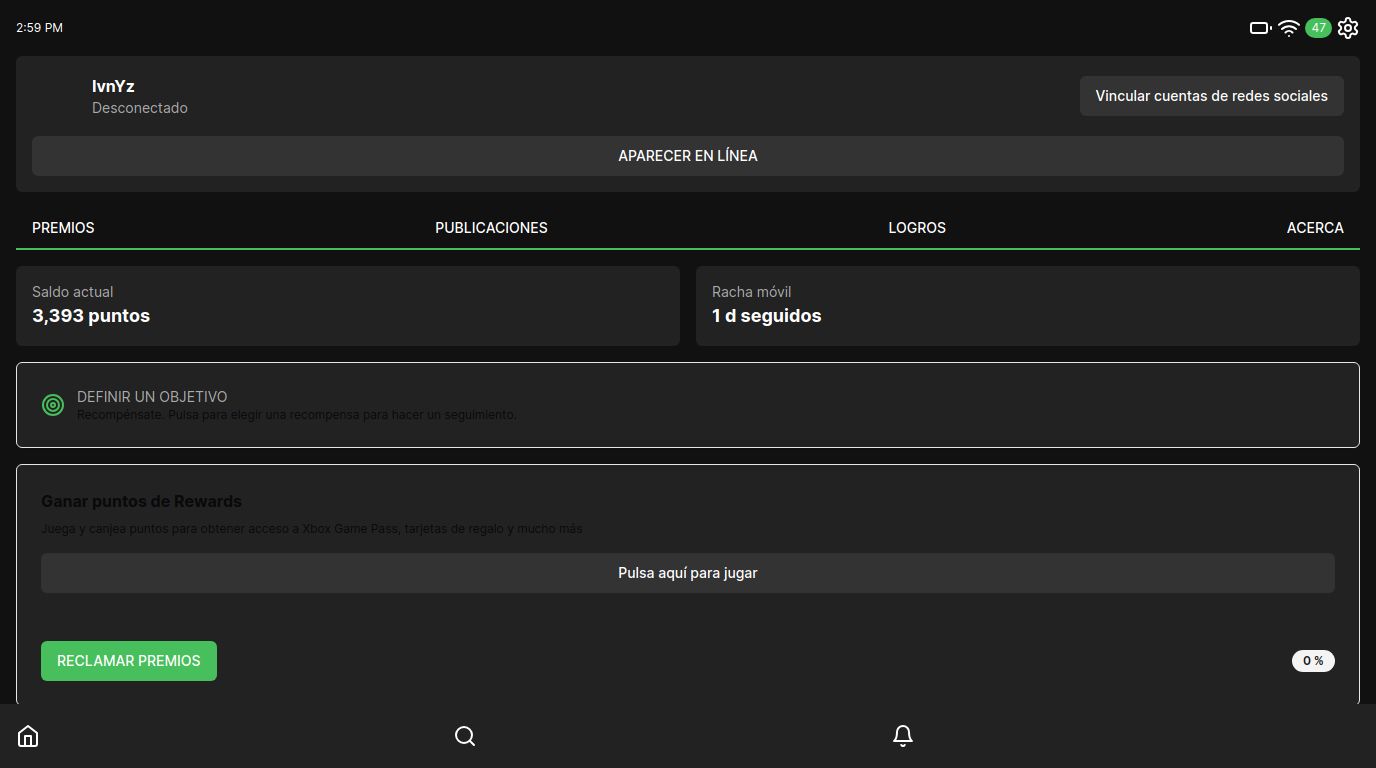 2:59 PM
47
IvnYz
Desconectado
Vincular cuentas de redes sociales
APARECER EN LÍNEA
PREMIOS
PUBLICACIONES
LOGROS
ACERCA
Saldo actual
3,393 puntos
Racha móvil
1 d seguidos
DEFINIR UN OBJETIVO
Recompénsate. Pulsa para elegir una recompensa para hacer un seguimiento.
Ganar puntos de Rewards
Juega y canjea puntos para obtener acceso a Xbox Game Pass, tarjetas de regalo y mucho más
Pulsa aquí para jugar
RECLAMAR PREMIOS
0 %